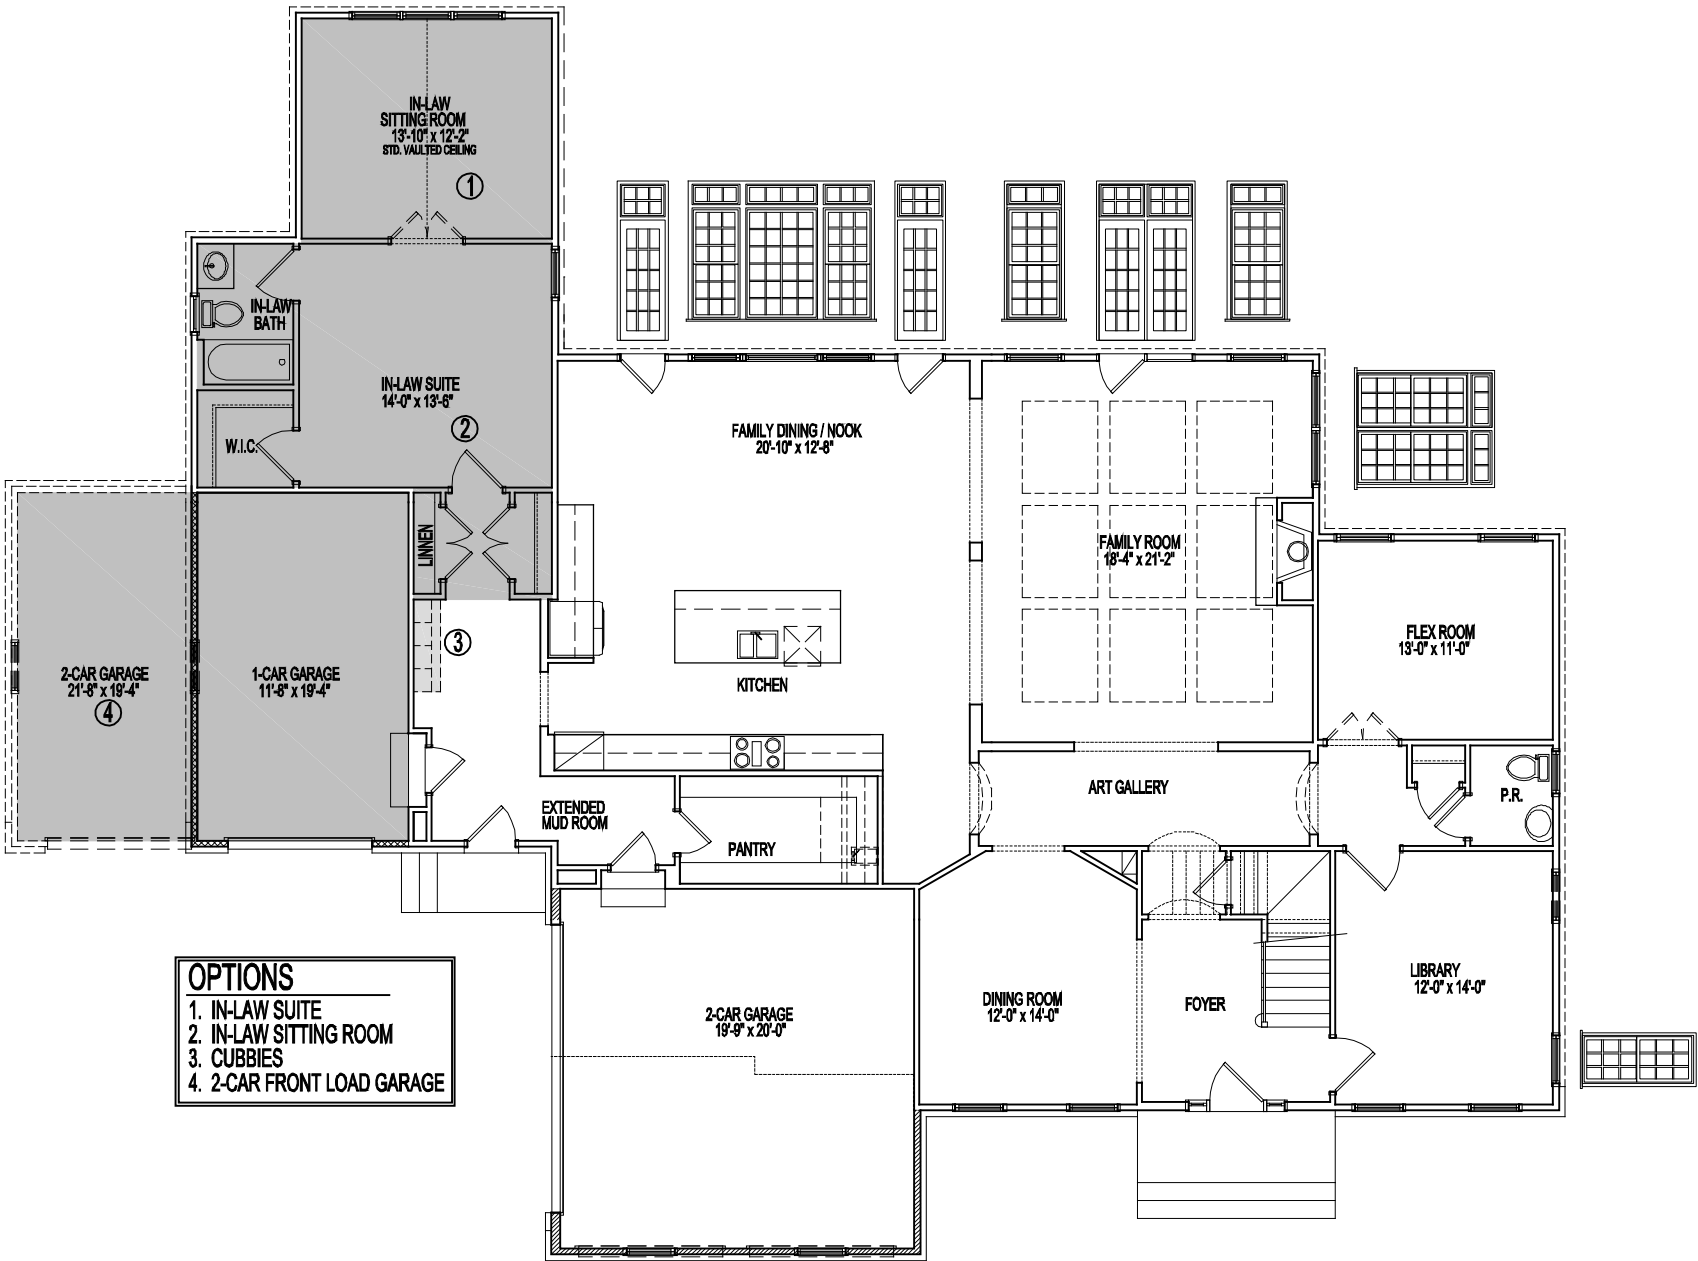 IN-LAW
SITTING ROOM
13'-10" x 12'-2"
STD. VAULTED CEILING
1
IN-LAW
BATH
IN-LAW SUITE
14'-0" x 13'-6"
2
W.I.C.
FAMILY DINING / NOOK
20'-10" x 12'-8"
LINNEN
FAMILY ROOM
18'-4" x 21'-2"
3
FLEX ROOM
13'-0" x 11'-0"
2-CAR GARAGE
21'-8" x 19'-4"
4
1-CAR GARAGE
11'-8" x 19'-4"
KITCHEN
ART GALLERY
P.R.
EXTENDED
MUD ROOM
PANTRY
OPTIONS
1. IN-LAW SUITE
2. IN-LAW SITTING ROOM
3. CUBBIES
4. 2-CAR FRONT LOAD GARAGE
2-CAR GARAGE
19'-9" x 20'-0"
DINING ROOM
12'-0" x 14'-0"
FOYER
LIBRARY
12'-0" x 14'-0"